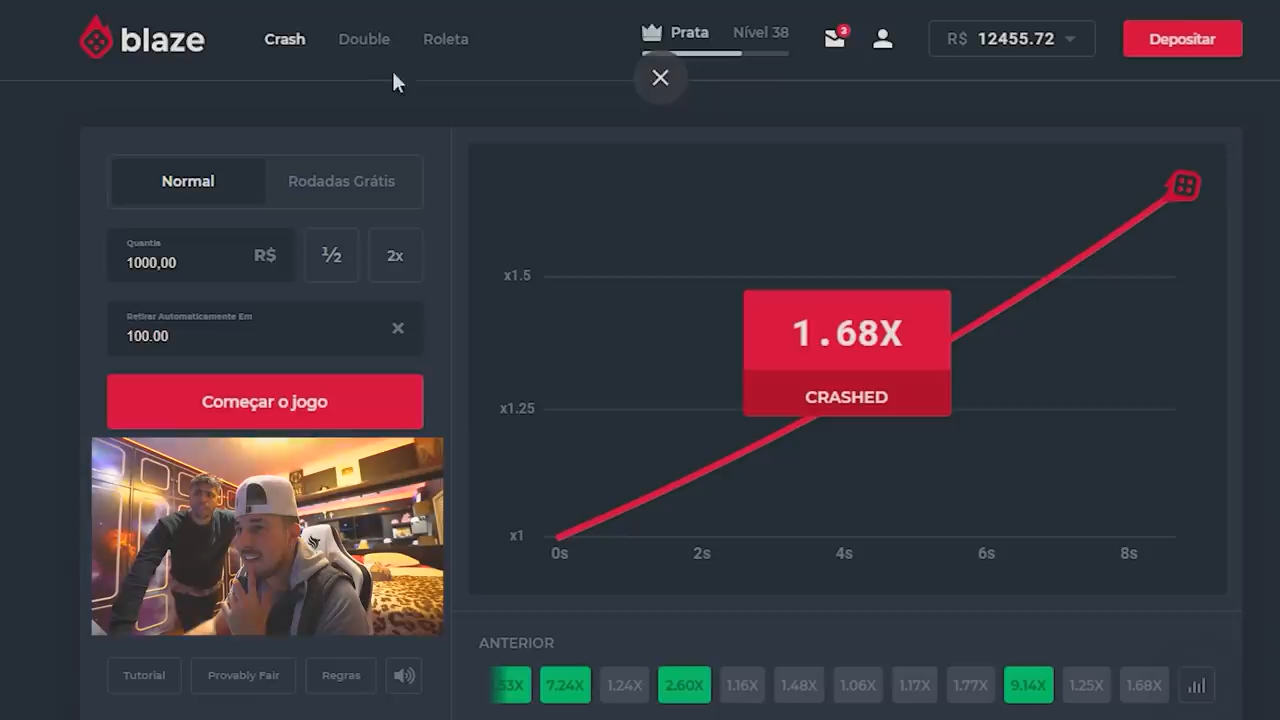 blaze
Crash
Double
Roleta
Prata
Nível 38
3
R$ 12455.72
Depositar
Normal
Rodadas Grátis
Quantia
1000,00
R$
½
2x
Retirar Automaticamente Em
100.00
Começar o jogo
x1.5
x1.25
x1
1.68X
CRASHED
0s
2s
4s
6s
8s
Tutorial
Provably Fair
Regras
ANTERIOR
.53X
7.24X
1.24X
2.60X
1.16X
1.48X
1.06X
1.17X
1.77X
9.14X
1.25X
1.68X